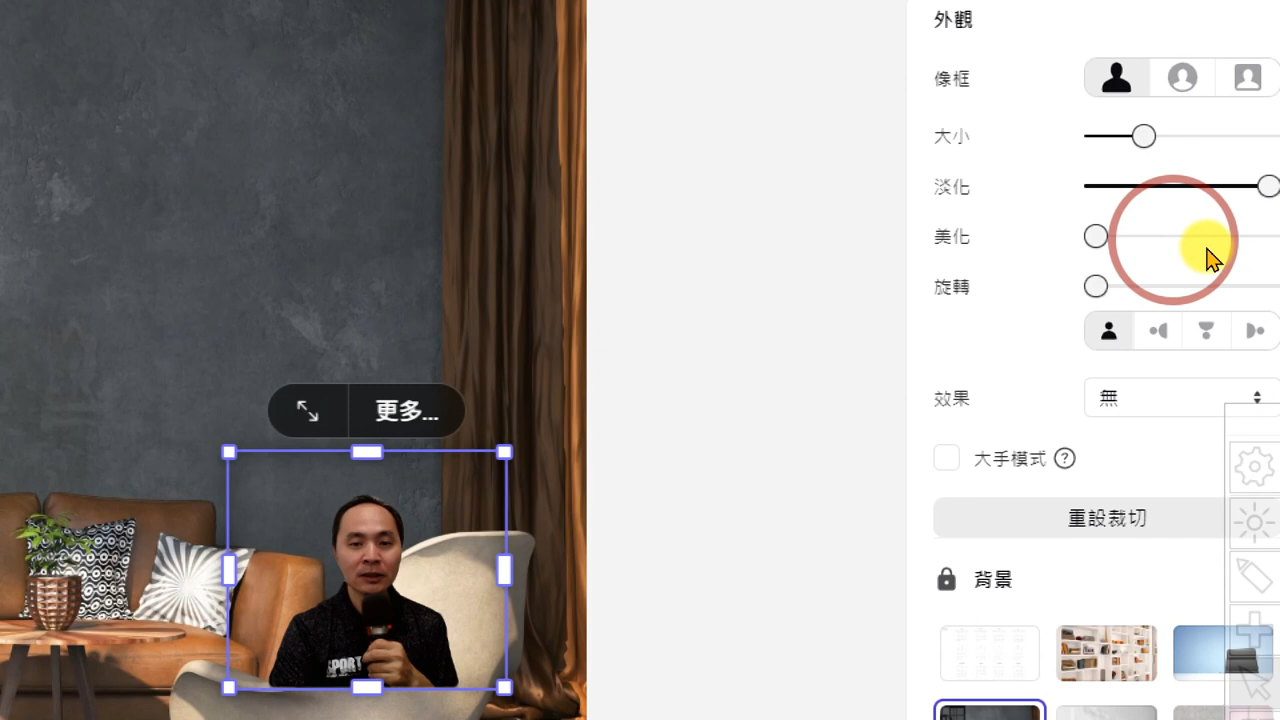 外觀
像框
大小
淡化
美化
旋轉
更多...
效果
無
大手模式 ?
重設裁切
背景
SPORT